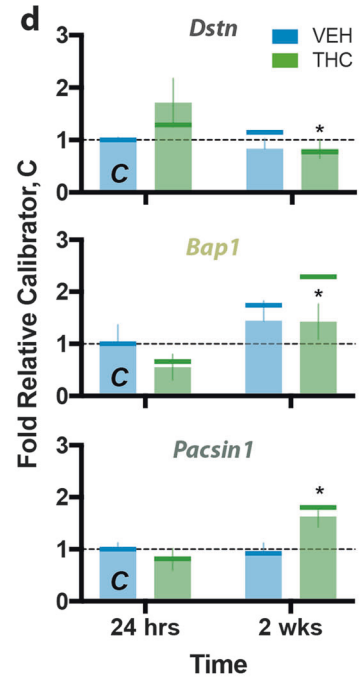 d
Dstn
VEH
THC
3
2
1
0
C
*
Fold Relative Calibrator, C
Bap1
3
2
1
0
C
*
Pacsin1
3
2
1
0
C
*
24 hrs
2 wks
Time